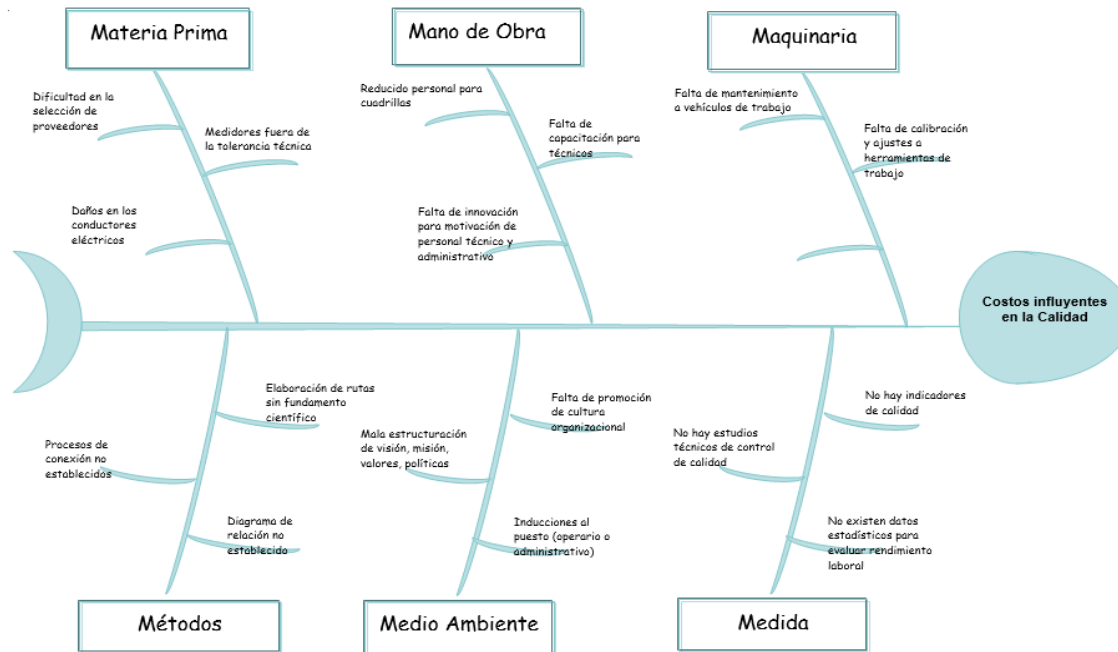 Materia Prima
Mano de Obra
Maquinaria
Dificultad en la
selección de
proveedores
Medidores fuera de
la tolerancia técnica
Daños en los
conductores
eléctricos
Reducido personal para
cuadrillas
Falta de
capacitación para
técnicos
Falta de innovación
para motivación de
personal técnico y
administrativo
Falta de mantenimiento
a vehículos de trabajo
Falta de calibración
y ajustes a
herramientas de
trabajo
Costos influyentes
en la Calidad
Elaboración de rutas
sin fundamento
científico
Procesos de
conexión no
establecidos
Diagrama de
relación no
establecido
Falta de promoción
de cultura
organizacional
Mala estructuración
de visión, misión,
valores, políticas
Inducciones al
puesto (operario o
administrativo)
No hay indicadores
de calidad
No hay estudios
técnicos de control
de calidad
No existen datos
estadísticos para
evaluar rendimiento
laboral
Métodos
Medio Ambiente
Medida